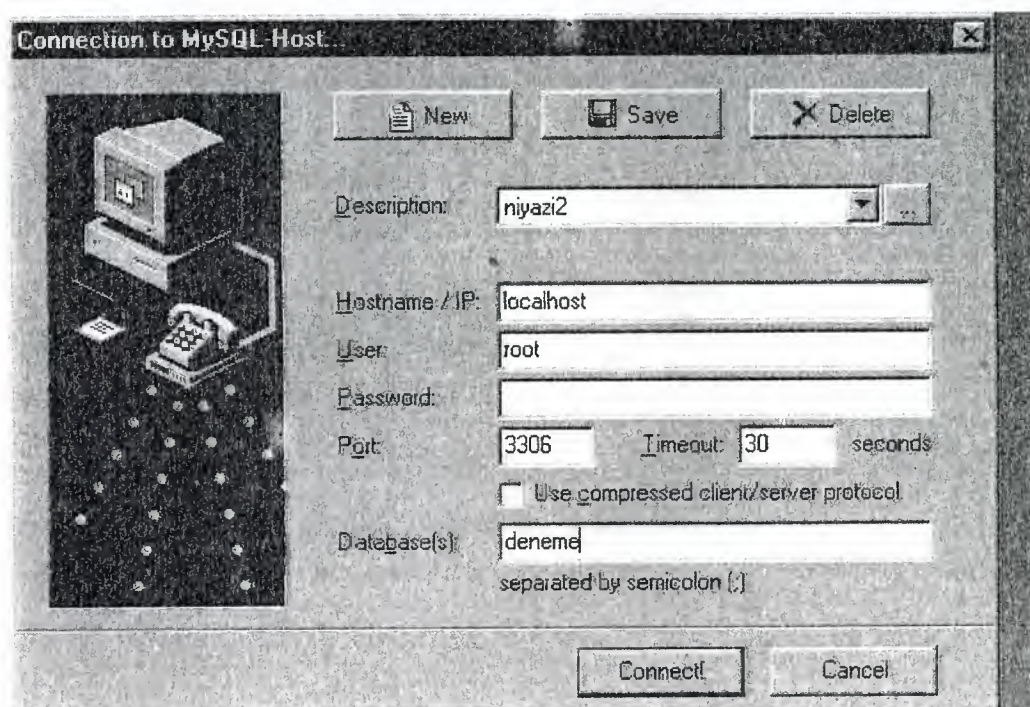 Connection to MySQL-Host...
New Save Delete
Description: niyazi2 ...
Hostname / IP: localhost
User: root
Password:
Port: 3306 Timeout: 30 seconds
Use compressed client/server protocol
Database(s): deneme
separated by semicolon (;)
Connect! Cancel